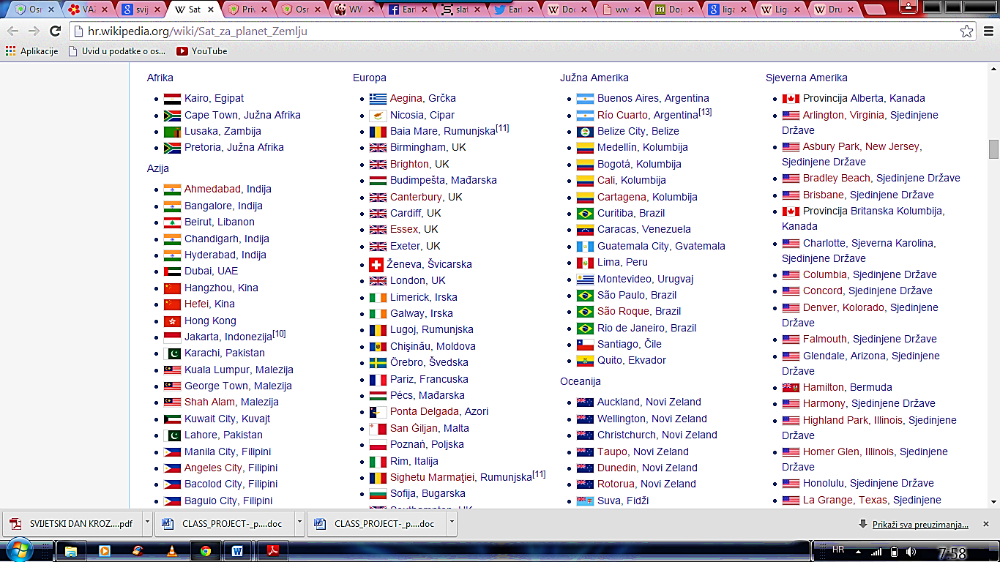 Osn
VAZ
svij
Sat
Priv
Osn
WW
Eart
slat
Eart
Doc
ww
Dog
liga
Liga
Dru
hr.wikipedia.org/wiki/Sat_za_planet_Zemlju
Aplikacije
Uvid u podatke o os...
YouTube
Afrika
Kairo, Egipat
Cape Town, Južna Afrika
Lusaka, Zambija
Pretoria, Južna Afrika
Azija
Ahmedabad, Indija
Bangalore, Indija
Beirut, Libanon
Chandigarh, Indija
Hyderabad, Indija
Dubai, UAE
Hangzhou, Kina
Hefei, Kina
Hong Kong
Jakarta, Indonezija[10]
Karachi, Pakistan
Kuala Lumpur, Malezija
George Town, Malezija
Shah Alam, Malezija
Kuwait City, Kuvajt
Lahore, Pakistan
Manila City, Filipini
Angeles City, Filipini
Bacolod City, Filipini
Baguio City, Filipini
Europa
Aegina, Grčka
Nicosia, Cipar
Baia Mare, Rumunjska[11]
Birmingham, UK
Brighton, UK
Budimpešta, Mađarska
Canterbury, UK
Cardiff, UK
Essex, UK
Exeter, UK
Ženeva, Švicarska
London, UK
Limerick, Irska
Galway, Irska
Lugoj, Rumunjska
Chişinău, Moldova
Örebro, Švedska
Pariz, Francuska
Pécs, Mađarska
Ponta Delgada, Azori
San Ġiljan, Malta
Poznań, Poljska
Rim, Italija
Sighetu Marmaţiei, Rumunjska[11]
Sofija, Bugarska
Southampton, UK
Južna Amerika
Buenos Aires, Argentina
Río Cuarto, Argentina[13]
Belize City, Belize
Medellín, Kolumbija
Bogotá, Kolumbija
Cali, Kolumbija
Cartagena, Kolumbija
Curitiba, Brazil
Caracas, Venezuela
Guatemala City, Gvatemala
Lima, Peru
Montevideo, Urugvaj
São Paulo, Brazil
São Roque, Brazil
Rio de Janeiro, Brazil
Santiago, Čile
Quito, Ekvador
Oceanija
Auckland, Novi Zeland
Wellington, Novi Zeland
Christchurch, Novi Zeland
Taupo, Novi Zeland
Dunedin, Novi Zeland
Rotorua, Novi Zeland
Suva, Fidži
Sjeverna Amerika
Provincija Alberta, Kanada
Arlington, Virginia, Sjedinjene
Države
Asbury Park, New Jersey,
Sjedinjene Države
Bradley Beach, Sjedinjene Države
Brisbane, Sjedinjene Države
Provincija Britanska Kolumbija,
Kanada
Charlotte, Sjeverna Karolina,
Sjedinjene Države
Columbia, Sjedinjene Države
Concord, Sjedinjene Države
Denver, Kolorado, Sjedinjene
Države
Falmouth, Sjedinjene Države
Glendale, Arizona, Sjedinjene
Države
Hamilton, Bermuda
Harmony, Sjedinjene Države
Highland Park, Illinois, Sjedinjene
Države
Homer Glen, Illinois, Sjedinjene
Države
Honolulu, Sjedinjene Države
La Grange, Texas, Sjedinjene
SVIJETSKI DAN KROZ....pdf
CLASS_PROJECT-_p....doc
CLASS_PROJECT-_p....doc
Prikaži sva preuzimanja...
HR
7:58